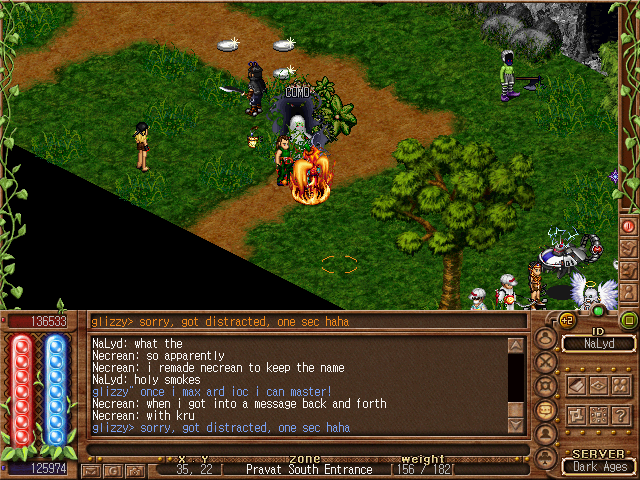 COMO
136533
glizzy> sorry, got distracted, one sec haha
+2
ID
NaLyd
NaLyd: what the
Necrean: so apparently
Necrean: i remade necrean to keep the name
NaLyd: holy smokes
glizzy" once i max ard ioc i can master!
Necrean: when i got into a message back and forth
Necrean: with kru
glizzy> sorry, got distracted, one sec haha
?
x y zone weight
SERVER
125974
G
35, 22 [ Pravat South Entrance [156 / 182[
Dark Ages